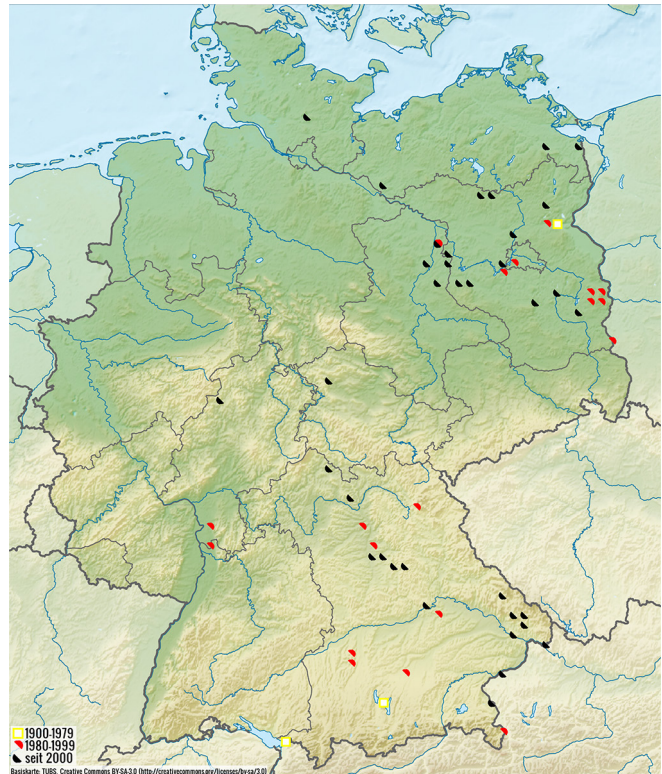 1900-1979
1980-1999
seit 2000
Basiskarte: TUBS, Creative Commons BY-SA-3.0 (http://creativecommons.org/licenses/by-sa/3.0)